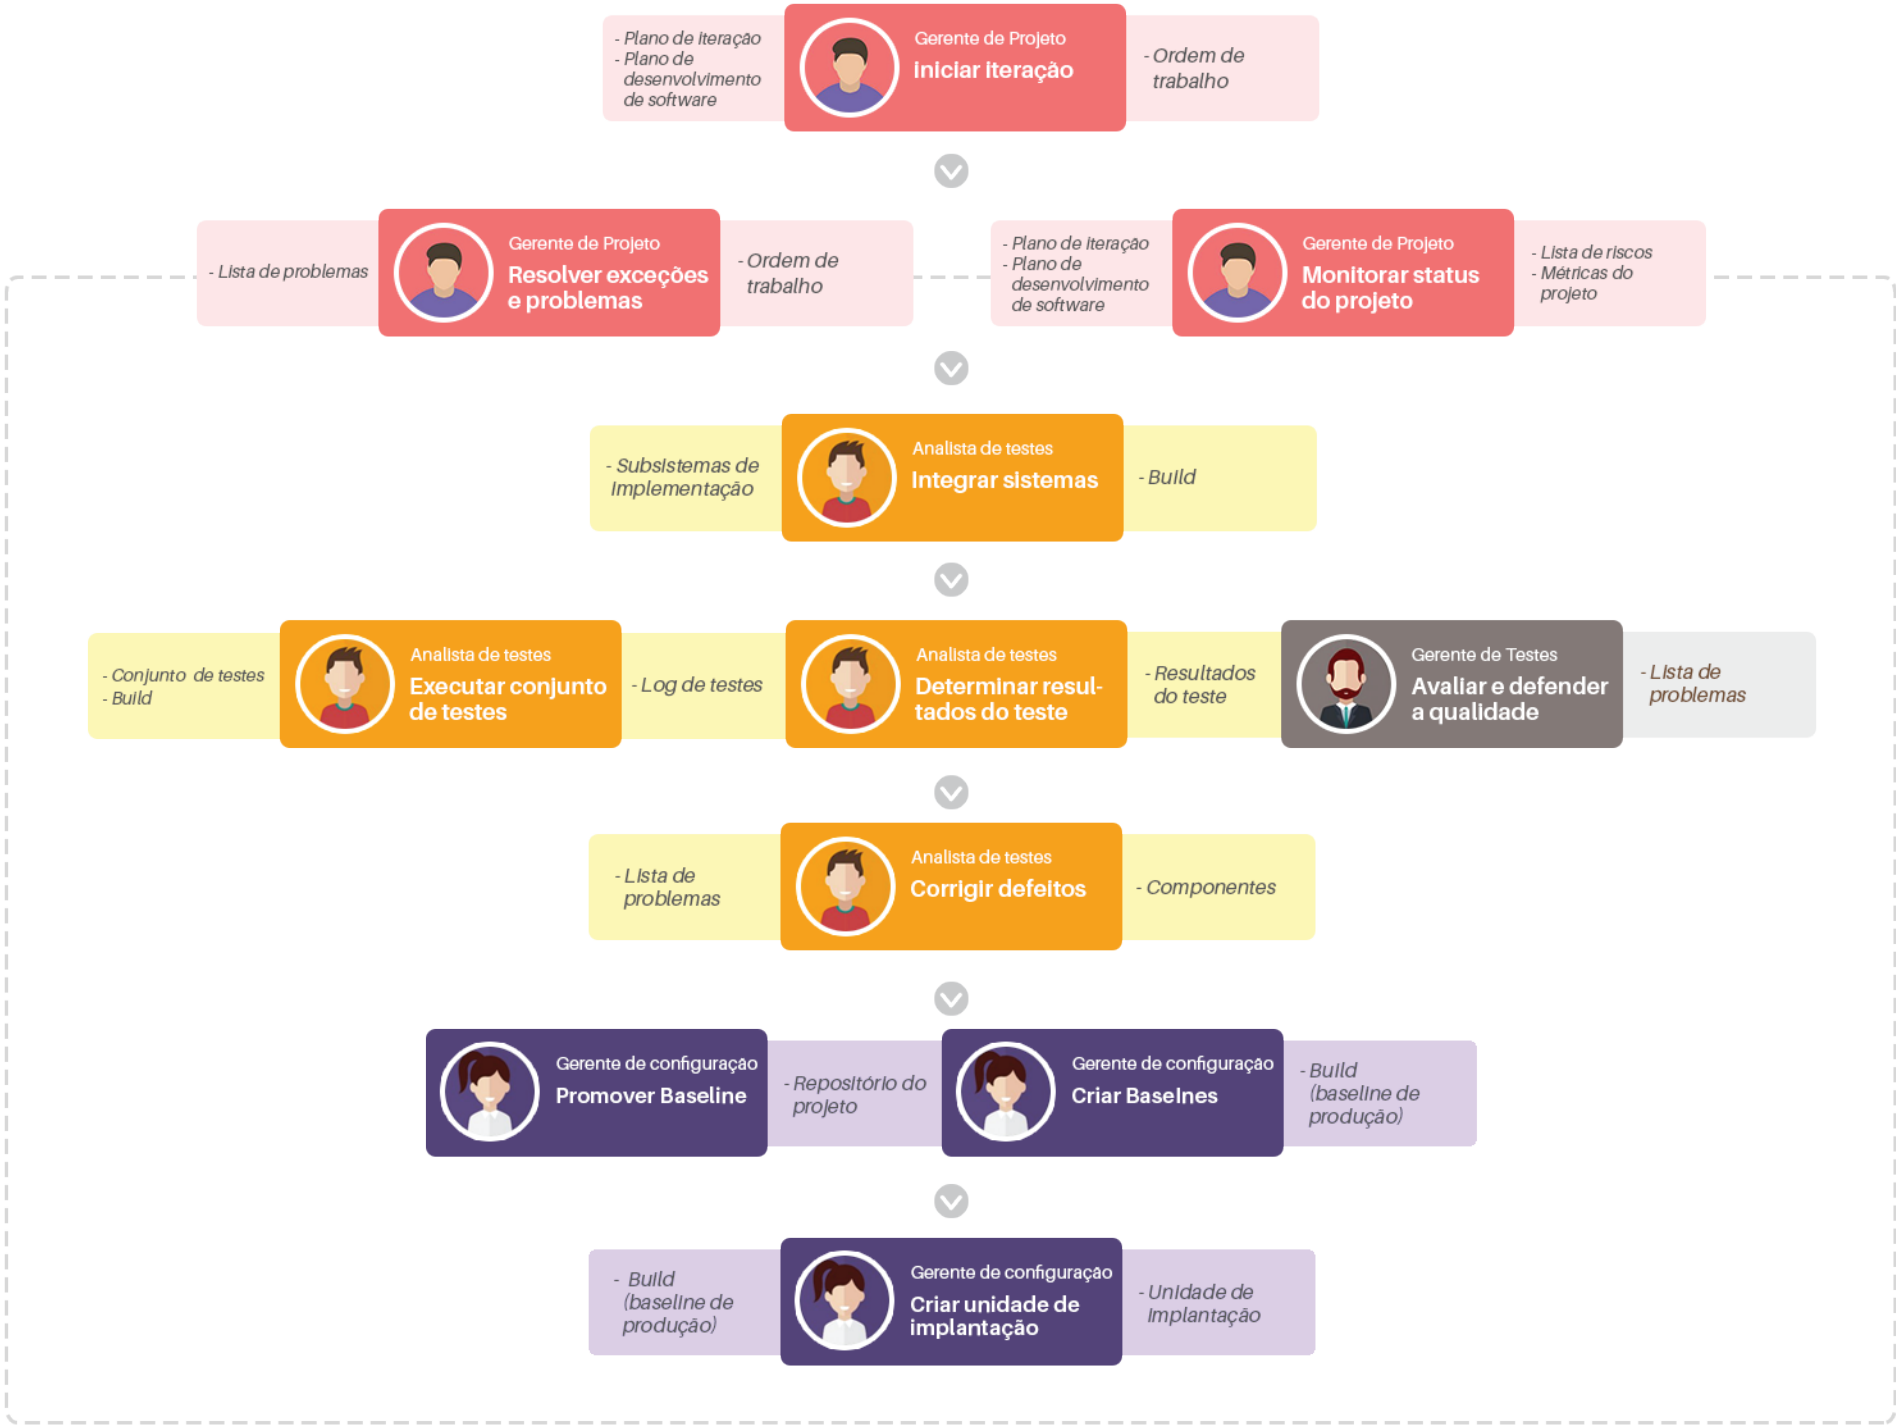 - Plano de iteração
- Plano de
desenvolvimento
de software
Gerente de Projeto
iniciar iteração
- Ordem de
trabalho
- Lista de problemas
Gerente de Projeto
Resolver exceções
e problemas
- Ordem de
trabalho
- Plano de iteração
- Plano de
desenvolvimento
de software
Gerente de Projeto
Monitorar status
do projeto
- Lista de riscos
- Métricas do
projeto
- Subsistemas de
Implementação
Analista de testes
Integrar sistemas
- Build
- Conjunto de testes
- Build
Analista de testes
Executar conjunto
de testes
- Log de testes
Analista de testes
Determinar resul-
tados do teste
- Resultados
do teste
Gerente de Testes
Avaliar e defender
a qualidade
- Lista de
problemas
- Lista de
problemas
Analista de testes
Corrigir defeitos
- Componentes
Gerente de configuração
Promover Baseline
- Repositório do
projeto
Gerente de configuração
Criar Baselnes
- Build
(baseline de
produção)
- Build
(baseline de
produção)
Gerente de configuração
Criar unidade de
implantação
- Unidade de
Implantação